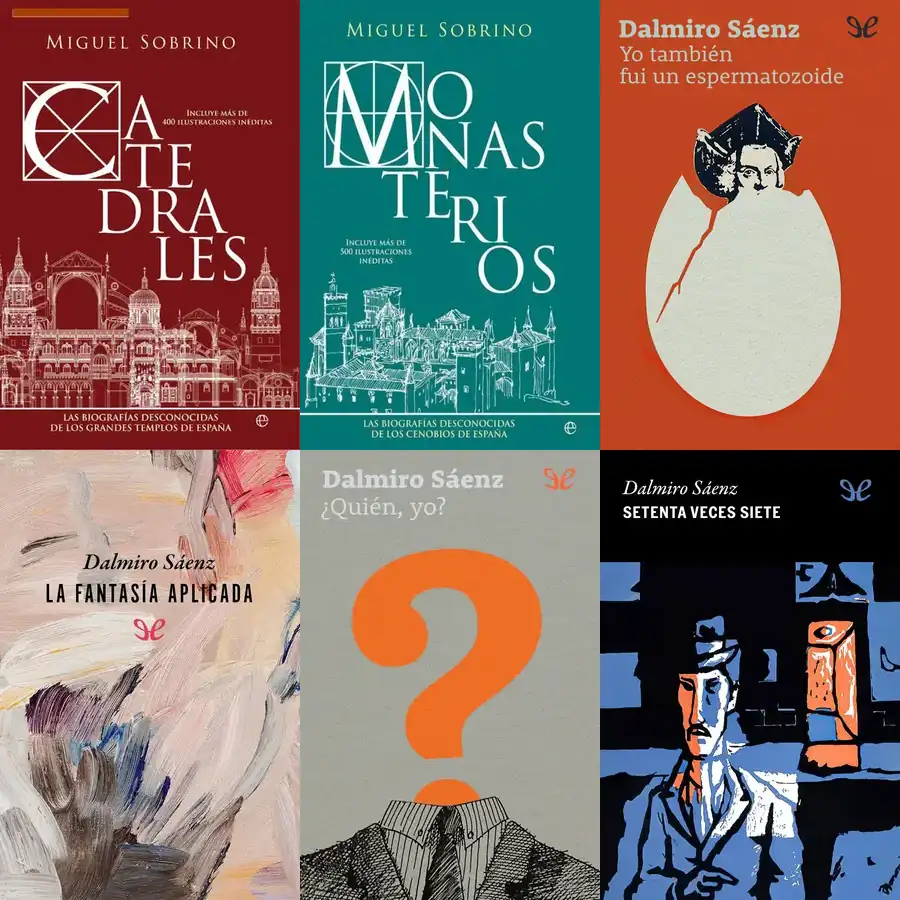 MIGUEL SOBRINO
CATEDRALES
INCLUYE MÁS DE
400 ILUSTRACIONES INÉDITAS
LAS BIOGRAFÍAS DESCONOCIDAS
DE LOS GRANDES TEMPLOS DE ESPAÑA
MIGUEL SOBRINO
MONASTERIOS
INCLUYE MÁS DE
500 ILUSTRACIONES
INÉDITAS
LAS BIOGRAFÍAS DESCONOCIDAS
DE LOS CENOBIOS DE ESPAÑA
Dalmiro Sáenz
Yo también
fui un espermatozoide
Dalmiro Sáenz
LA FANTASÍA APLICADA
Dalmiro Sáenz
¿Quién, yo?
Dalmiro Sáenz
SETENTA VECES SIETE